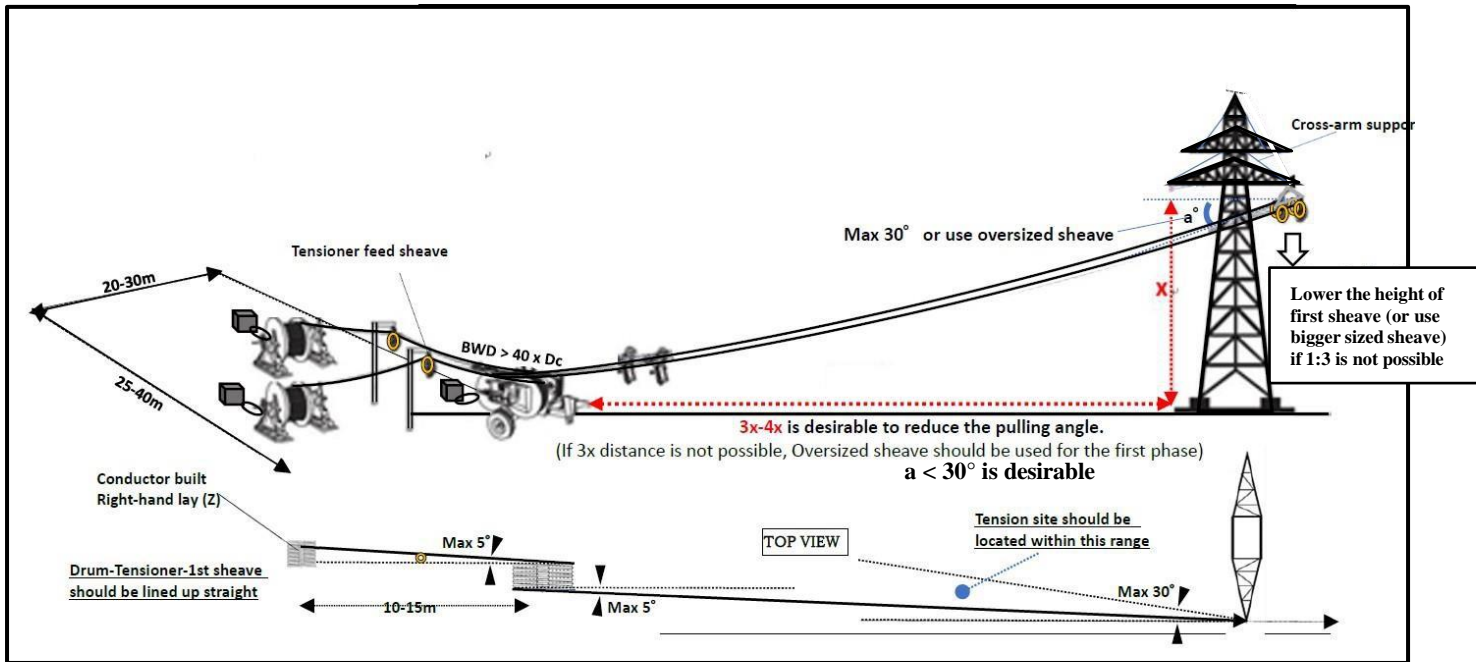 Cross-arm suppor
a°
Max 30° or use oversized sheave
Tensioner feed sheave
20-30m
X
Lower the height of
first sheave (or use
bigger sized sheave)
if 1:3 is not possible
BWD > 40 x Dc
25-40m
3x-4x is desirable to reduce the pulling angle.
(If 3x distance is not possible, Oversized sheave should be used for the first phase)
a < 30° is desirable
Conductor built
Right-hand lay (Z)
Max 5°
TOP VIEW
Tension site should be
located within this range
Drum-Tensioner-1st sheave
should be lined up straight
10-15m
Max 5°
Max 30°